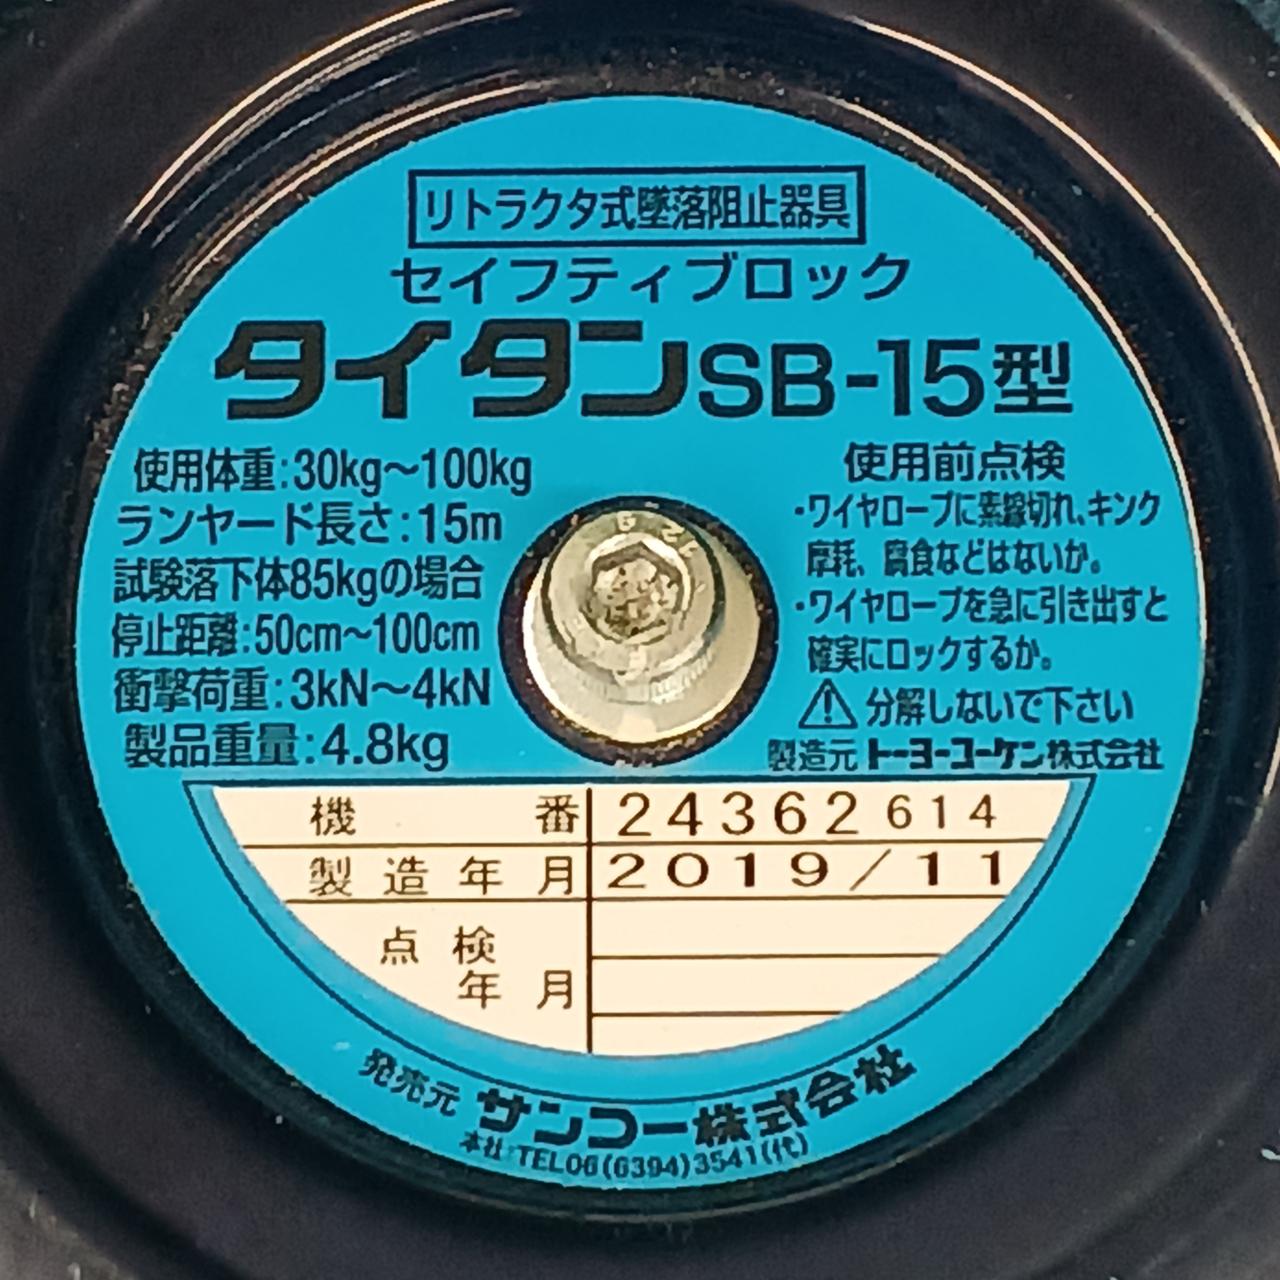 リトラクタ式墜落阻止器具
セイフティブロック
タイタンSB-15型
使用体重:30kg〜100kg
ランヤード長さ:15m
試験落下体85kgの場合
停止距離:50cm〜100cm
衝撃荷重:3kN〜4kN
製品重量:4.8kg
使用前点検
・ワイヤロープに素線切れ、キンク
摩耗、腐食などはないか。
・ワイヤロープを急に引き出すと
確実にロックするか。
⚠分解しないで下さい
製造元 トーヨーコーケン株式会社
機番 24362614
製造年月 2019/11
点検
年月
発売元 サンコー株式会社
本社:TEL06(6394)3541(代)